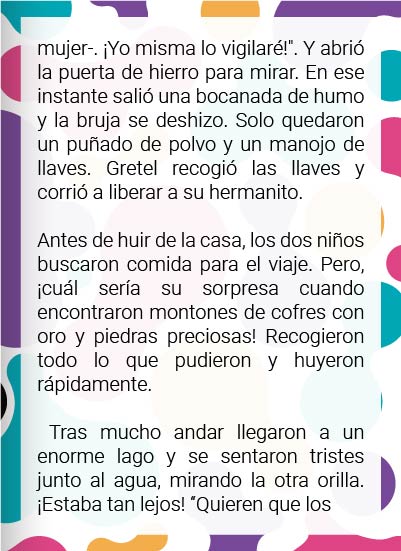 mujer-. ¡Yo misma lo vigilaré!". Y abrió
la puerta de hierro para mirar. En ese
instante salió una bocanada de humo
y la bruja se deshizo. Solo quedaron
un puñado de polvo y un manojo de
llaves. Gretel recogió las llaves y
corrió a liberar a su hermanito.
Antes de huir de la casa, los dos niños
buscaron comida para el viaje. Pero,
¡cuál sería su sorpresa cuando
encontraron montones de cofres con
oro y piedras preciosas! Recogieron
todo lo que pudieron y huyeron
rápidamente.
Tras mucho andar llegaron a un
enorme lago y se sentaron tristes
junto al agua, mirando la otra orilla.
¡Estaba tan lejos! “Quieren que los